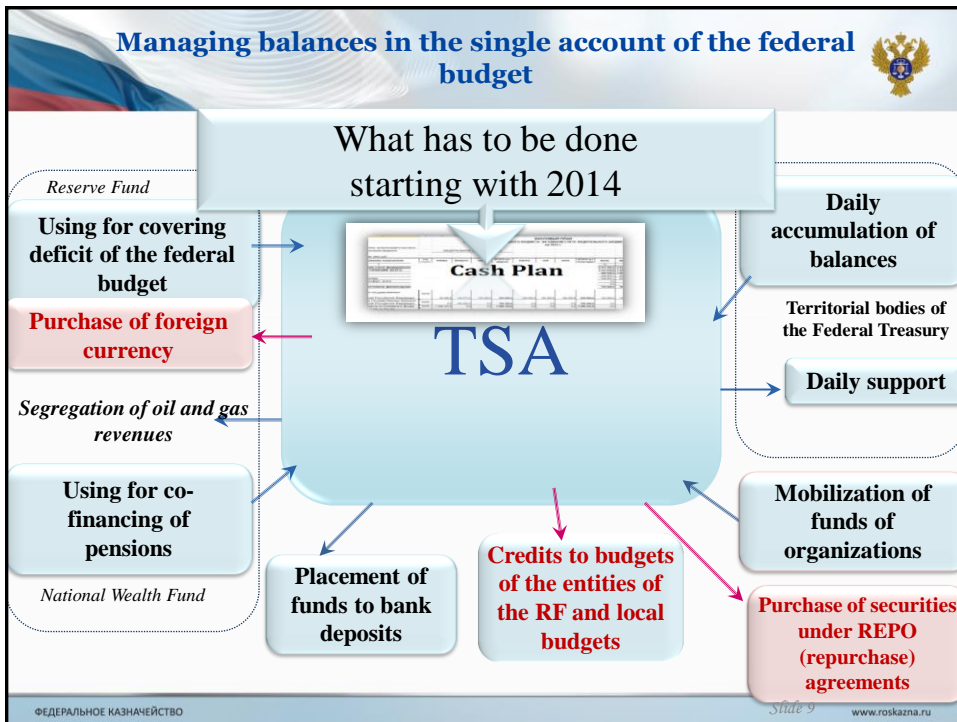 Managing balances in the single account of the federal
budget
What has to be done
starting with 2014
Reserve Fund
Using for covering
deficit of the federal
budget
Purchase of foreign
currency
Segregation of oil and gas
revenues
Using for co-
financing of
pensions
National Wealth Fund
Cash Plan
TSA
Daily
accumulation of
balances
Territorial bodies of
the Federal Treasury
Daily support
Mobilization of
funds of
organizations
Placement of
funds to bank
deposits
Credits to budgets
of the entities of
the RF and local
budgets
Purchase of securities
under REPO
(repurchase)
agreements
ФЕДЕРАЛЬНОЕ КАЗНАЧЕЙСТВО
Slide 9
www.roskazna.ru